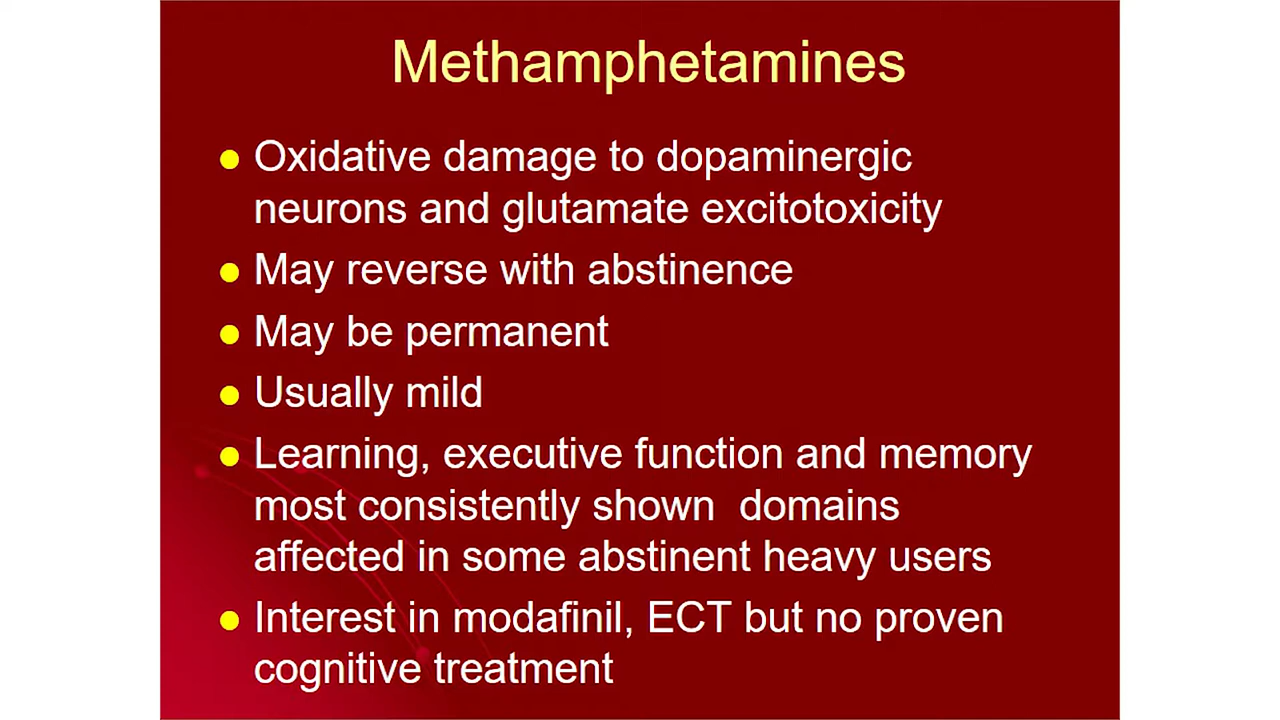 Methamphetamines
● Oxidative damage to dopaminergic
neurons and glutamate excitotoxicity
● May reverse with abstinence
● May be permanent
● Usually mild
● Learning, executive function and memory
most consistently shown  domains
affected in some abstinent heavy users
● Interest in modafinil, ECT but no proven
cognitive treatment